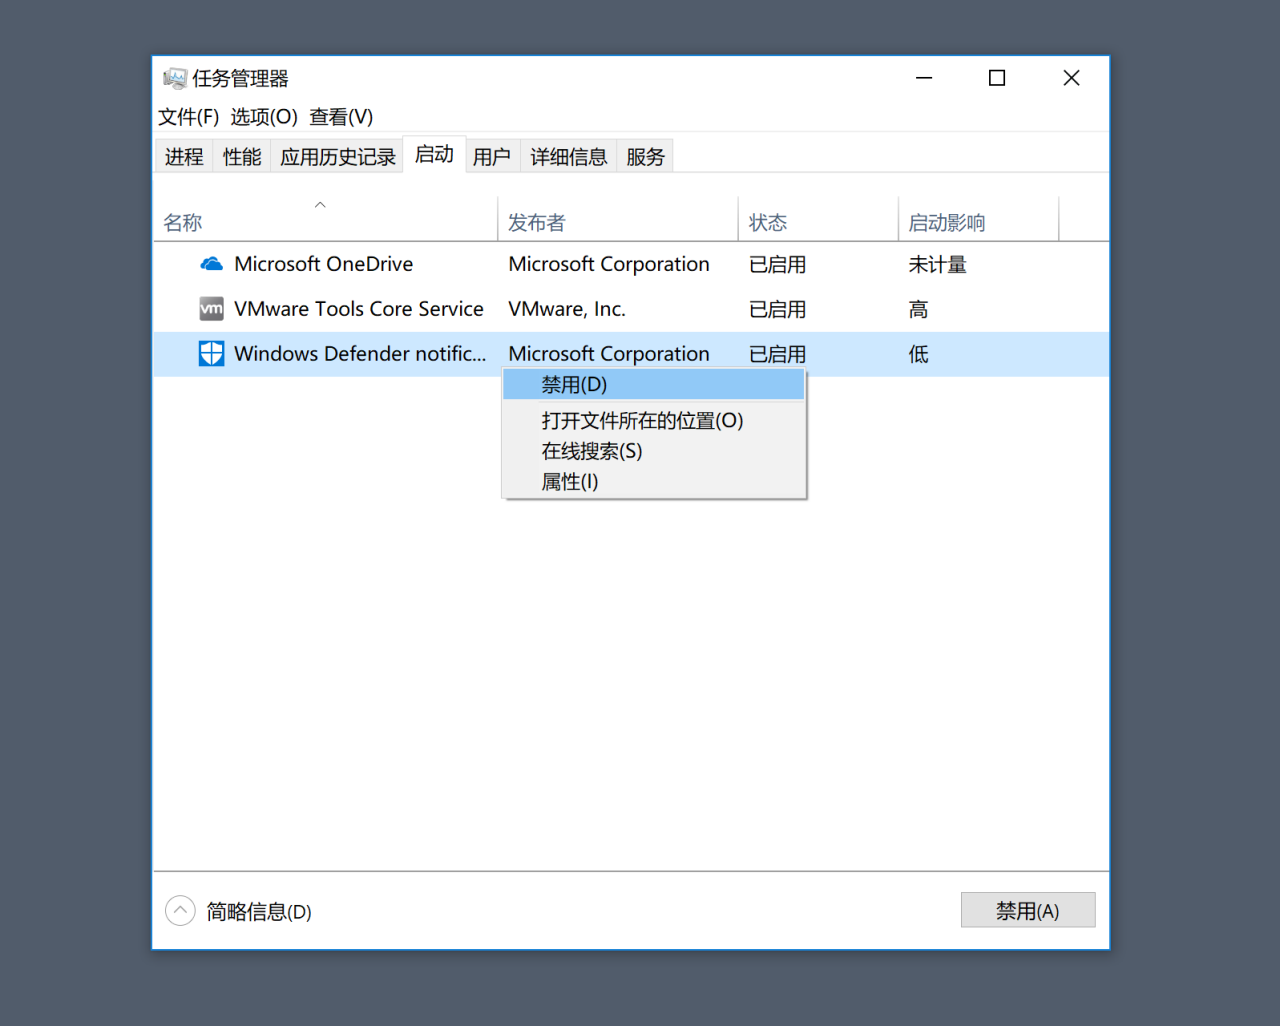 任务管理器
文件(F) 选项(O) 查看(V)
进程 性能 应用历史记录 启动 用户 详细信息 服务
名称 发布者 状态 启动影响
Microsoft OneDrive Microsoft Corporation 已启用 未计量
vm VMware Tools Core Service VMware, Inc. 已启用 高
Windows Defender notific... Microsoft Corporation 已启用 低
禁用(D)
打开文件所在的位置(O)
在线搜索(S)
属性(I)
简略信息(D) 禁用(A)